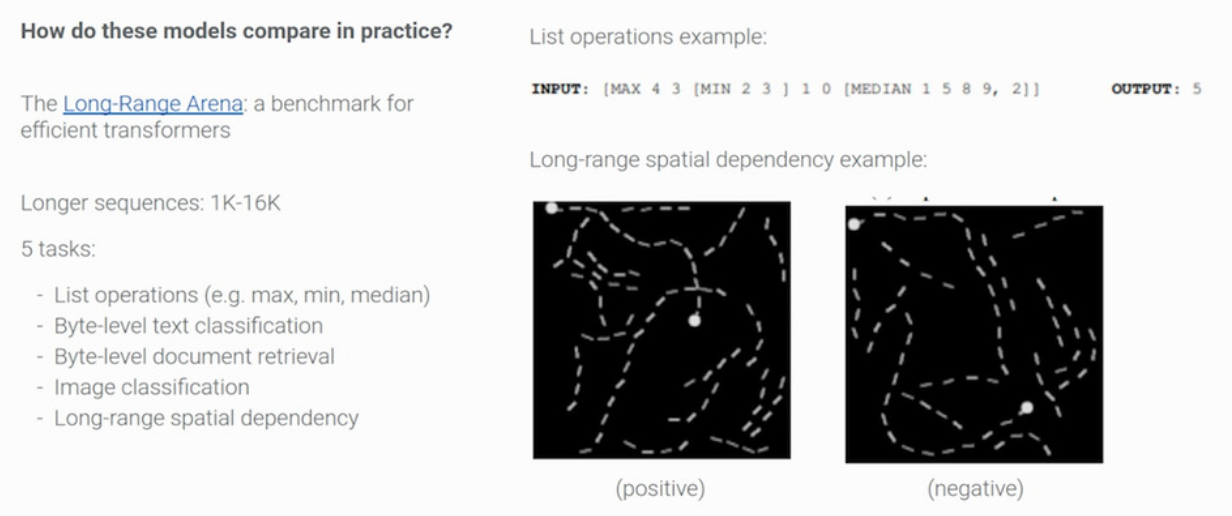 How do these models compare in practice?
The Long-Range Arena: a benchmark for
efficient transformers
Longer sequences: 1K-16K
5 tasks:
- List operations (e.g. max, min, median)
- Byte-level text classification
- Byte-level document retrieval
- Image classification
- Long-range spatial dependency
List operations example:
INPUT: [MAX 4 3 [MIN 2 3 ] 1 0 [MEDIAN 1 5 8 9, 2]] OUTPUT: 5
Long-range spatial dependency example:
(positive) (negative)